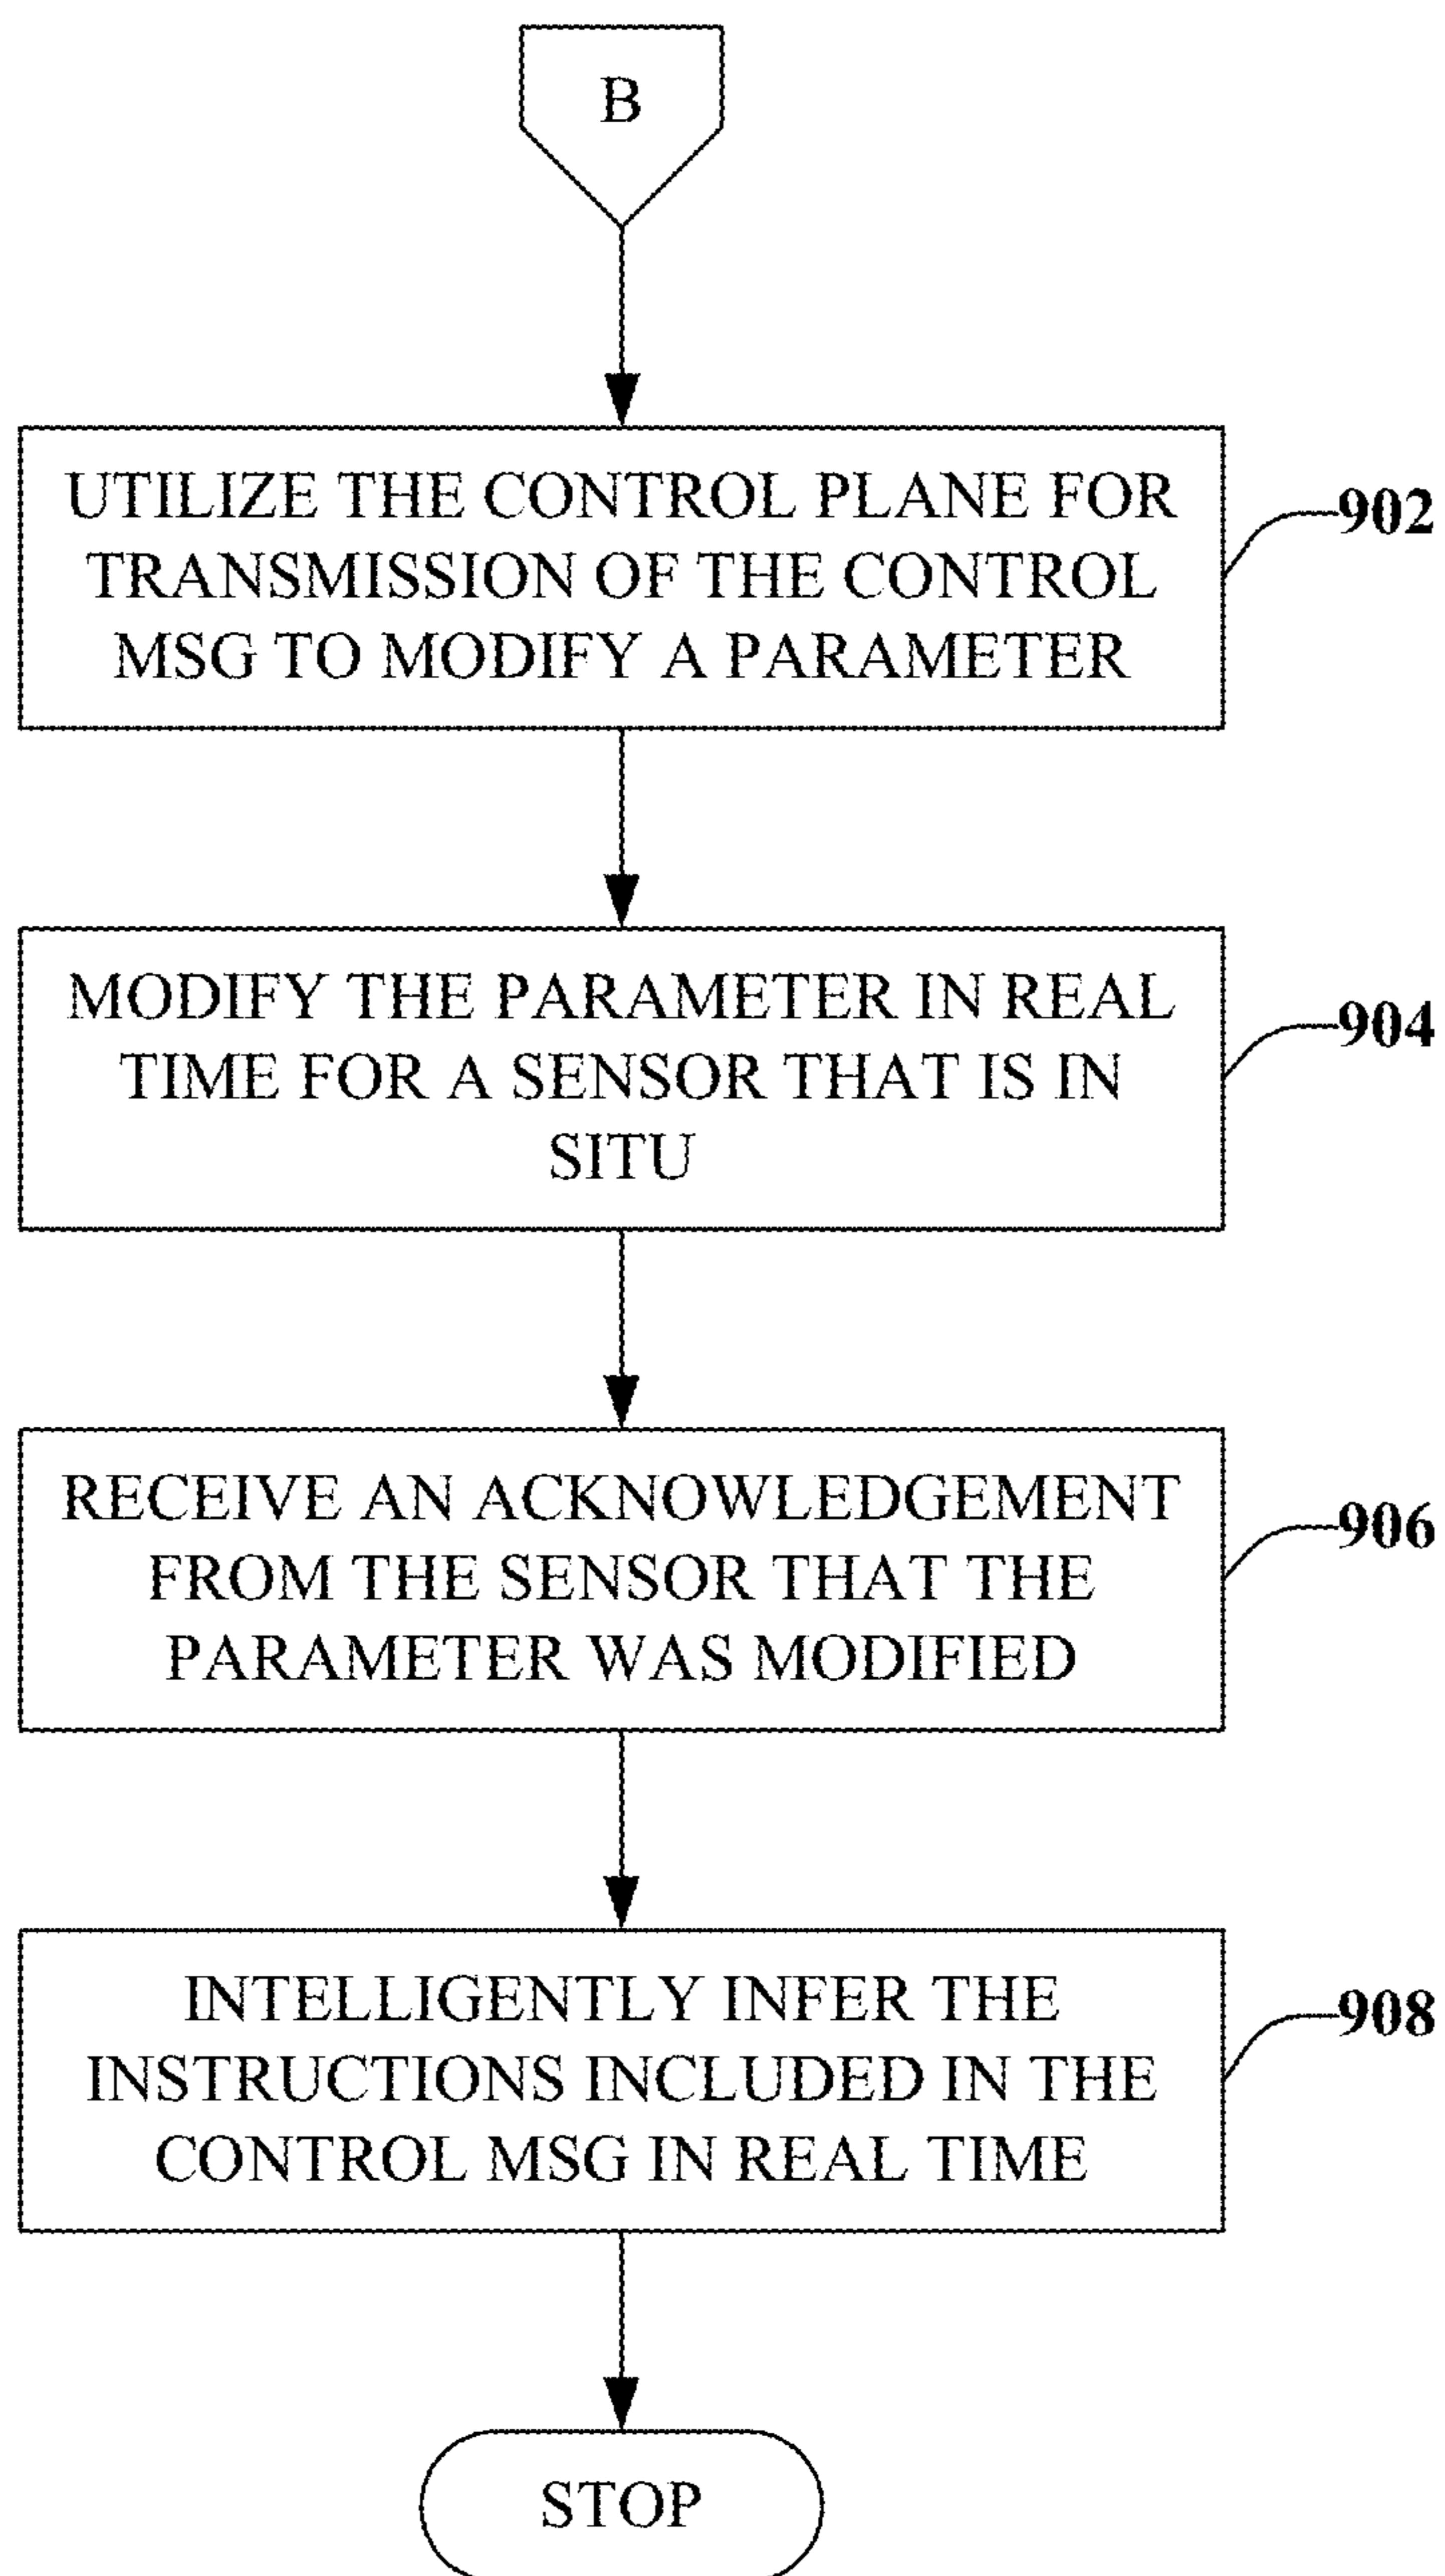 B
UTILIZE THE CONTROL PLANE FOR
TRANSMISSION OF THE CONTROL
MSG TO MODIFY A PARAMETER
902
MODIFY THE PARAMETER IN REAL
TIME FOR A SENSOR THAT IS IN
SITU
904
RECEIVE AN ACKNOWLEDGEMENT
FROM THE SENSOR THAT THE
PARAMETER WAS MODIFIED
906
INTELLIGENTLY INFER THE
INSTRUCTIONS INCLUDED IN THE
CONTROL MSG IN REAL TIME
908
STOP